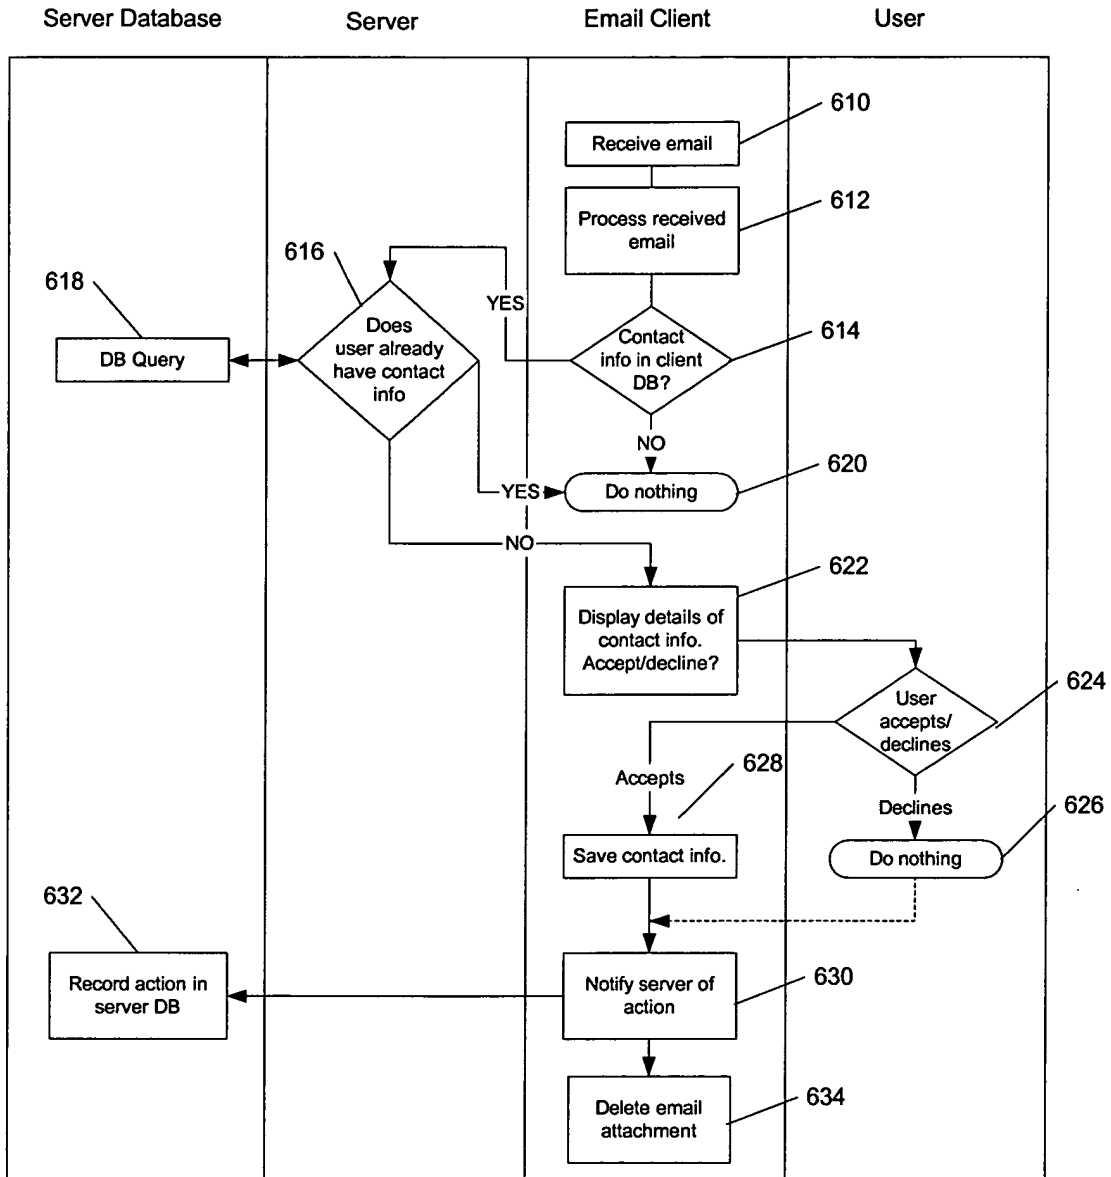 Server Database
Server
Email Client
User
610
Receive email
612
Process received
email
616
618
YES
614
Does
user already
have contact
info
Contact
info in client
DB?
DB Query
NO
620
YES
Do nothing
NO
622
Display details of
contact info.
Accept/decline?
624
User
accepts/
declines
628
Accepts
Declines
626
Save contact info.
Do nothing
632
Record action in
server DB
Notify server of
action
630
Delete email
attachment
634